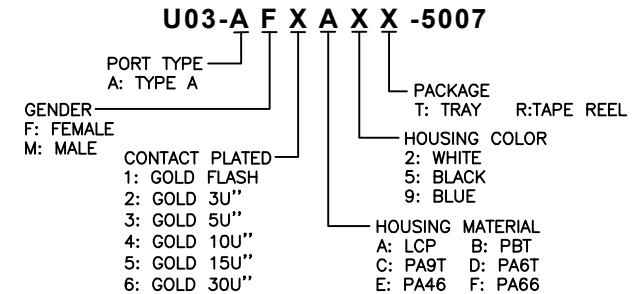 U03-A F X A X X -5007
PORT TYPE
A: TYPE A
GENDER
F: FEMALE
M: MALE
CONTACT PLATED
1: GOLD FLASH
2: GOLD 3U''
3: GOLD 5U''
4: GOLD 10U''
5: GOLD 15U''
6: GOLD 30U''
PACKAGE
T: TRAY R:TAPE REEL
HOUSING COLOR
2: WHITE
5: BLACK
9: BLUE
HOUSING MATERIAL
A: LCP B: PBT
C: PA9T D: PA6T
E: PA46 F: PA66